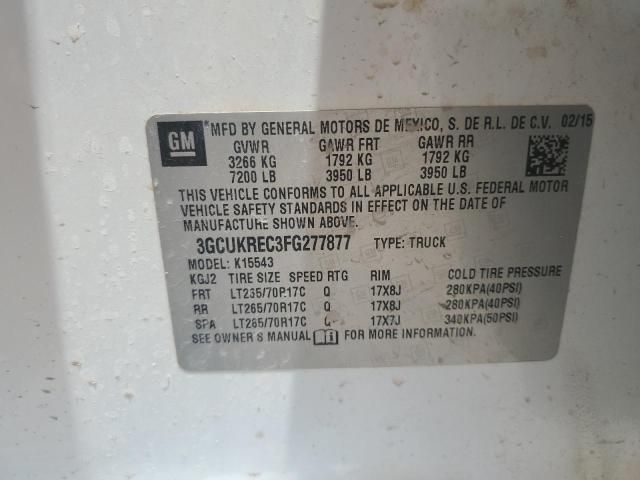 GM
*MFD BY GENERAL MOTORS DE MEXICO, S. DE R.L. DE C.V. 02/15
GVWR GAWR FRT GAWR RR
3266 KG 1792 KG 1792 KG
7200 LB 3950 LB 3950 LB
THIS VEHICLE CONFORMS TO ALL APPLICABLE U.S. FEDERAL MOTOR
VEHICLE SAFETY STANDARDS IN EFFECT ON THE DATE OF
MANUFACTURE SHOWN ABOVE.
3GCUKREC3FG277877 TYPE: TRUCK
MODEL: K15543
KGJ2 TIRE SIZE SPEED RTG RIM COLD TIRE PRESSURE
FRT LT265/70R17C Q 17X8J 280KPA(40PSI)
RR LT265/70R17C Q 17X8J 280KPA(40PSI)
SPA LT265/70R17C Q 17X7J 340KPA(50PSI)
SEE OWNER'S MANUAL FOR MORE INFORMATION.